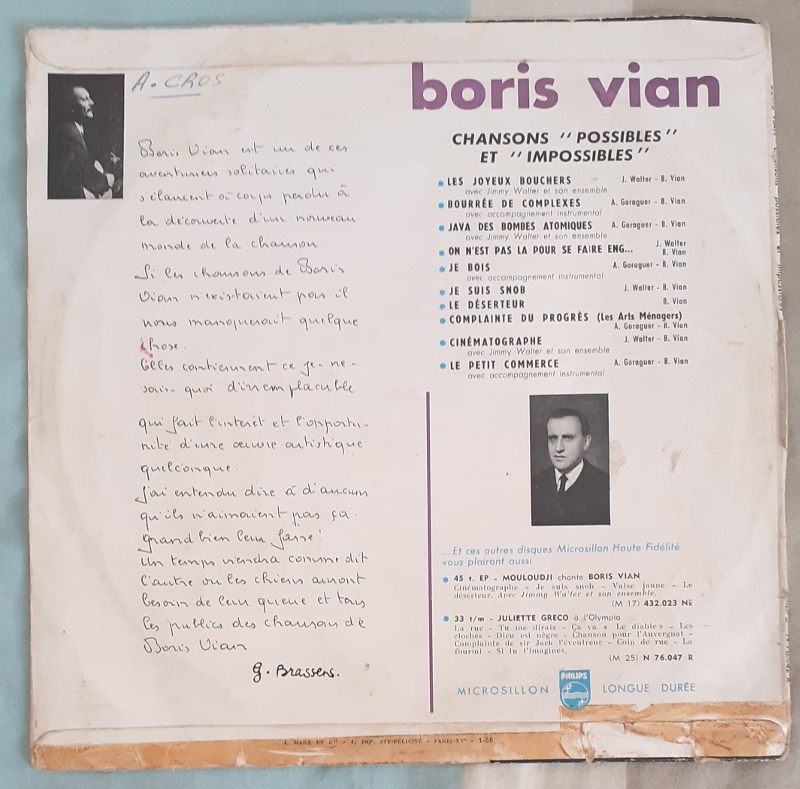 A. CROS
Boris Vian est un de ces
aventuriers solitaires qui
s'élancent à corps perdu à
la découverte d'un nouveau
monde de la chanson
Si les chansons de Boris
Vian n'existaient pas il
nous manquerait quelque
chose.
Elles contiennent ce je-ne-
sais-quoi d'irremplaçable
qui fait l'intérêt et l'opportu-
nité d'une œuvre artistique
quelconque.
J'ai entendu dire à d'aucuns
qu'ils n'aimaient pas ça.
Grand bien leur fasse!
Un temps viendra comme dit
l'autre où les chiens auront
besoin de leur queue et tous
les publics des chansons de
Boris Vian
G. Brassens.
boris vian
CHANSONS "POSSIBLES"
ET "IMPOSSIBLES"
LES JOYEUX BOUCHERS J. Walter - B. Vian
avec Jimmy Walter et son ensemble
BOURRÉE DE COMPLEXES A. Goraguer - B. Vian
avec accompagnement instrumental
JAVA DES BOMBES ATOMIQUES A. Goraguer - B. Vian
avec Jimmy Walter et son ensemble
ON N'EST PAS LA POUR SE FAIRE ENG... J. Walter
B. Vian
JE BOIS A. Goraguer - B. Vian
avec accompagnement instrumental
JE SUIS SNOB J. Walter - B. Vian
LE DÉSERTEUR B. Vian
COMPLAINTE DU PROGRÈS (Les Arts Ménagers)
A. Goraguer - B. Vian
CINÉMATOGRAPHE J. Walter - B. Vian
avec Jimmy Walter et son ensemble
LE PETIT COMMERCE A. Goraguer - B. Vian
avec accompagnement instrumental
...Et ces autres disques Microsillon Haute Fidélité
vous plairont aussi
45 t. EP - MOULOUDJI chante BORIS VIAN
Cinématographe - Je suis snob - Valse jaune - Le
déserteur. Avec Jimmy Walter et son ensemble.
(M 17) 432.023 NE
33 t/m - JULIETTE GRECO à l'Olympia
La rue - Tu me dirais - Ça va « Le diable » - Les
cloches - Dieu est nègre - Chanson pour l'Auvergnat -
Complainte de sir Jack l'éventreur - Coin de rue - La
fourmi - Si tu t'imagines.
(M 25) N 76.047 R
MICROSILLON PHILIPS LONGUE DURÉE
J. MARX ET Cie - 1, IMP. STE-FÉLICITÉ - PARIS-XVe - 1-56